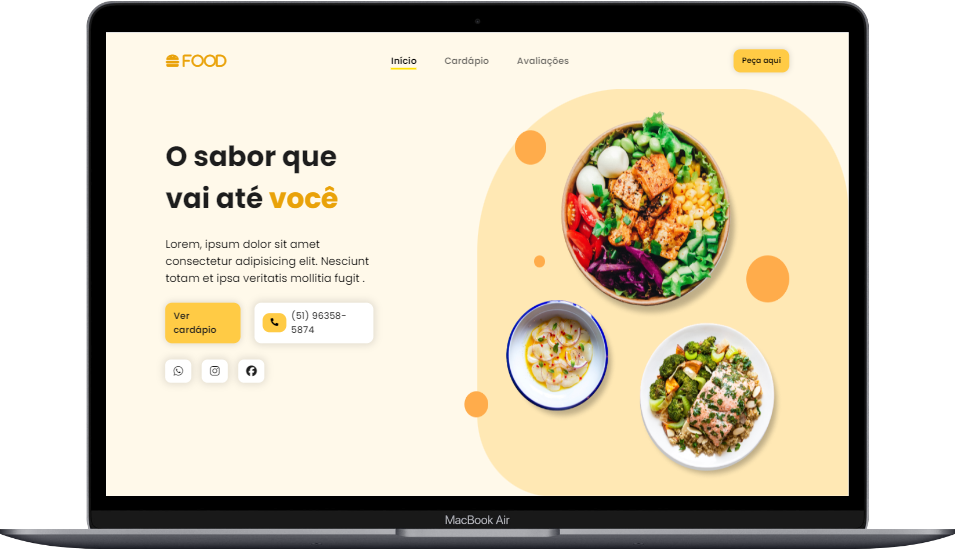 FOOD
Início
Cardápio
Avaliações
Peça aqui
O sabor que
vai até você
Lorem, ipsum dolor sit amet
consectetur adipisicing elit. Nesciunt
totam et ipsa veritatis mollitia fugit .
Ver
cardápio
(51) 96358-
5874
MacBook Air